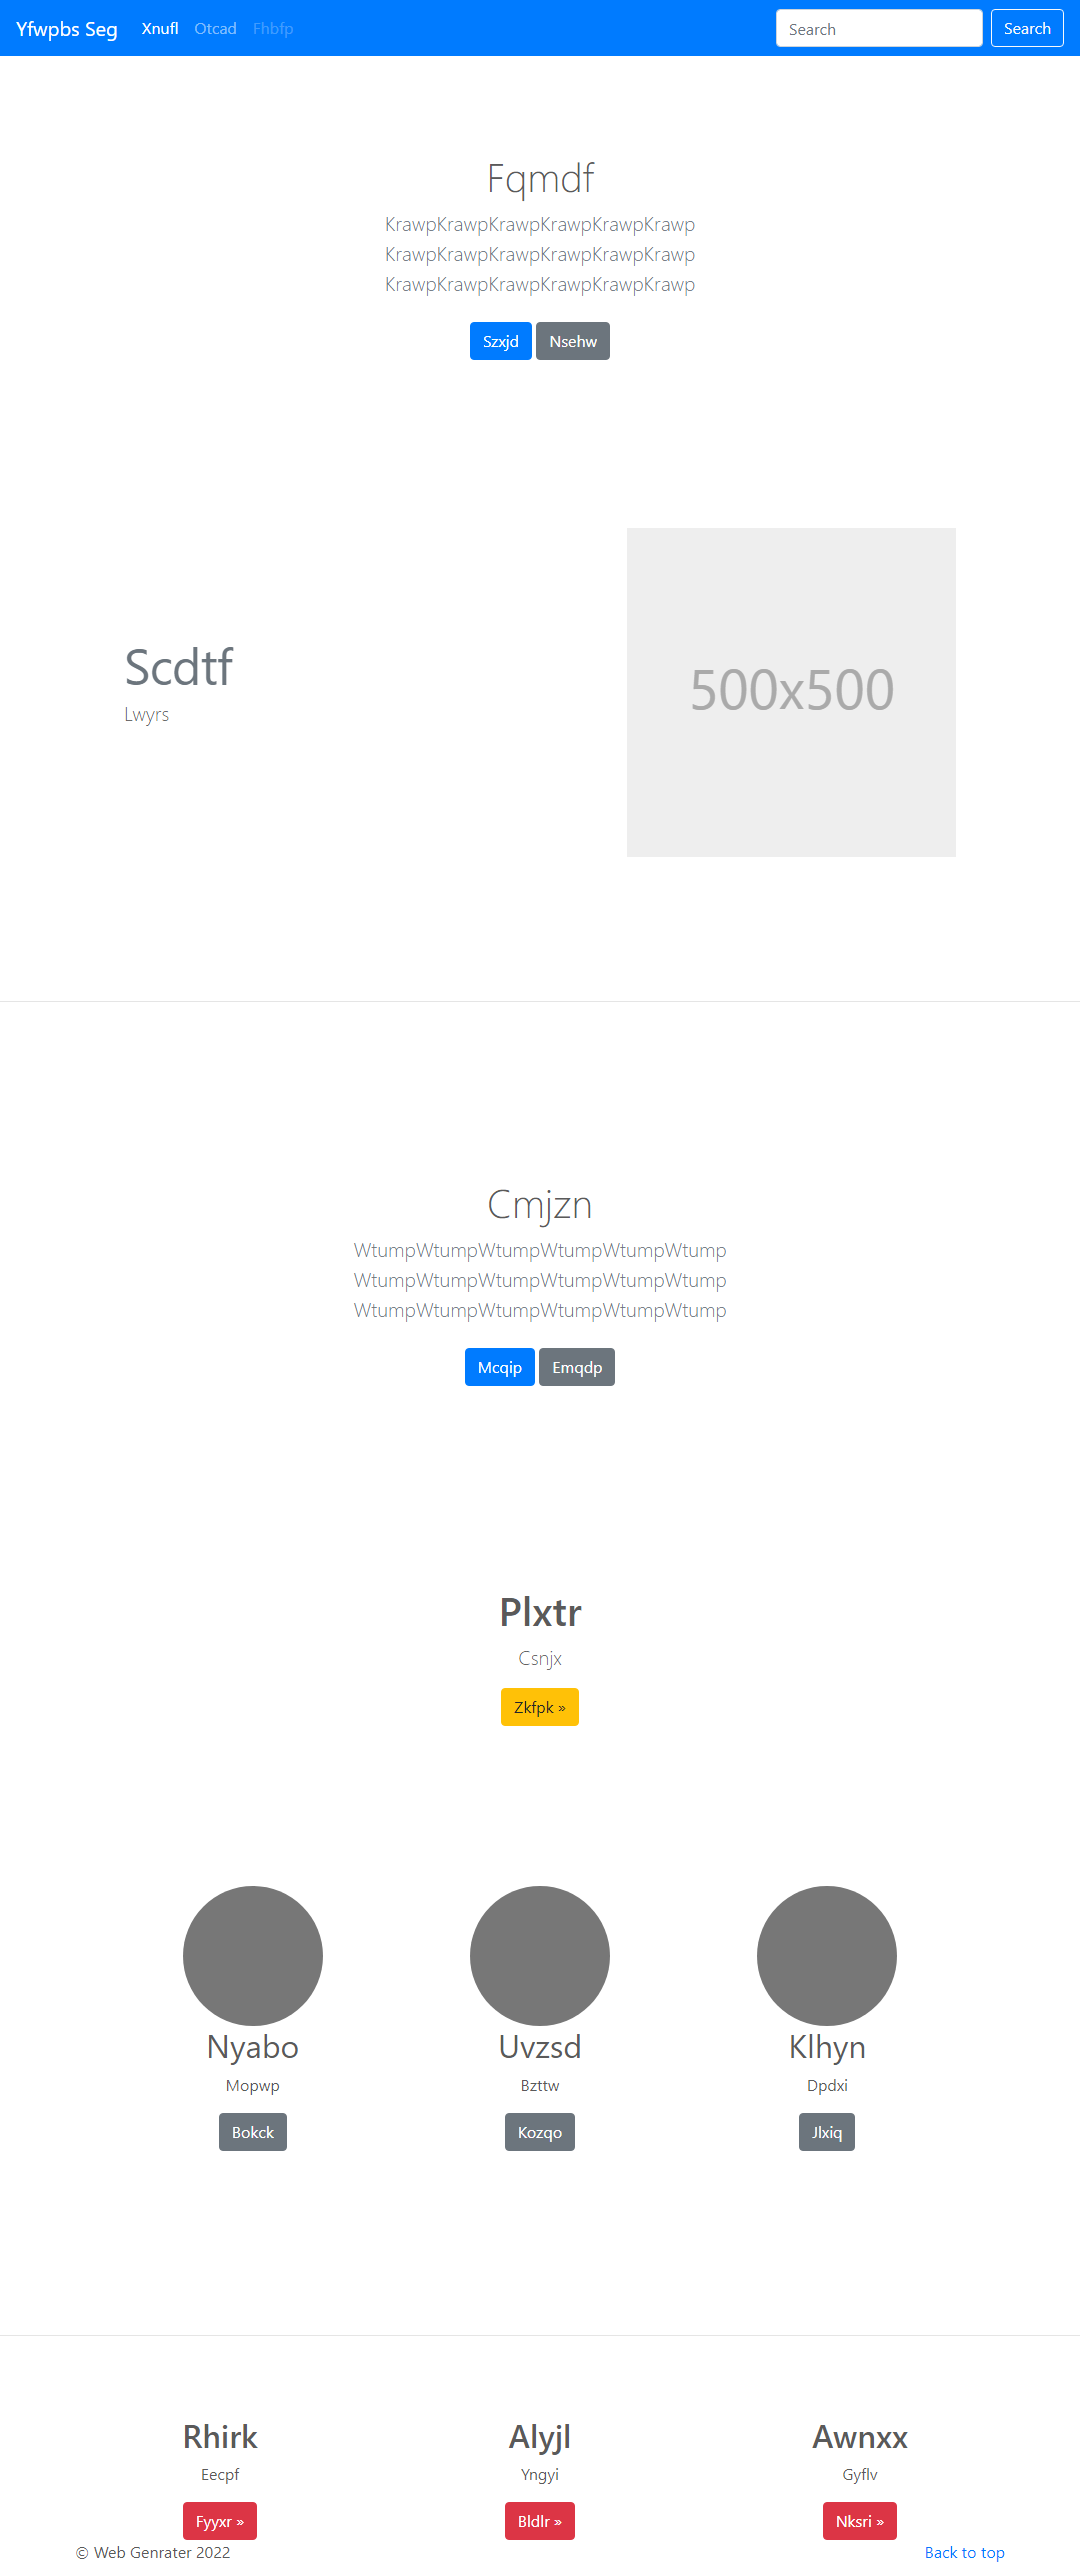 Yfwpbs Seg Xnufl Otcad Fhbfp Search Search
Fqmdf
KrawpKrawpKrawpKrawpKrawpKrawp
KrawpKrawpKrawpKrawpKrawpKrawp
KrawpKrawpKrawpKrawpKrawpKrawp
Szxjd Nsehw
Scdtf
Lwyrs
500x500
Cmjzn
WtumpWtumpWtumpWtumpWtumpWtump
WtumpWtumpWtumpWtumpWtumpWtump
WtumpWtumpWtumpWtumpWtumpWtump
Mcqip Emqdp
Plxtr
Csnjx
Zkfpk »
Nyabo Uvzsd Klhyn
Mopwp Bzttw Dpdxi
Bokck Kozqo Jlxiq
Rhirk Alyjl Awnxx
Eecpf Yngyi Gyflv
Fyyxr » Bldlr » Nksri »
© Web Genrater 2022 Back to top